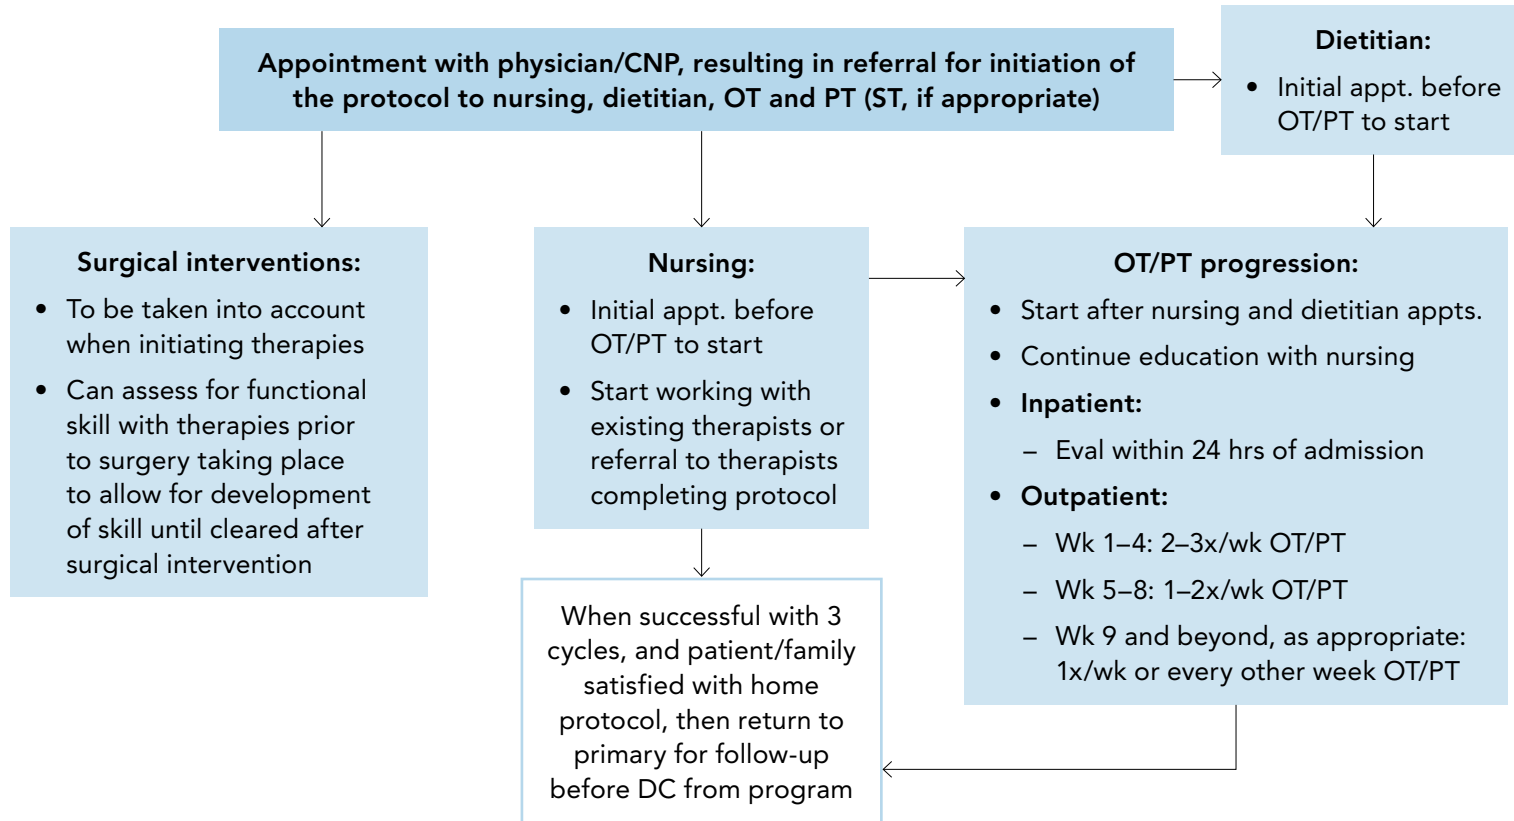 Appointment with physician/CNP, resulting in referral for initiation of
the protocol to nursing, dietitian, OT and PT (ST, if appropriate)
Dietitian:
• Initial appt. before
OT/PT to start
Surgical interventions:
• To be taken into account
when initiating therapies
• Can assess for functional
skill with therapies prior
to surgery taking place
to allow for development
of skill until cleared after
surgical intervention
Nursing:
• Initial appt. before
OT/PT to start
• Start working with
existing therapists or
referral to therapists
completing protocol
OT/PT progression:
• Start after nursing and dietitian appts.
• Continue education with nursing
• Inpatient:
– Eval within 24 hrs of admission
• Outpatient:
– Wk 1–4: 2–3x/wk OT/PT
– Wk 5–8: 1–2x/wk OT/PT
– Wk 9 and beyond, as appropriate:
1x/wk or every other week OT/PT
When successful with 3
cycles, and patient/family
satisfied with home
protocol, then return to
primary for follow-up
before DC from program